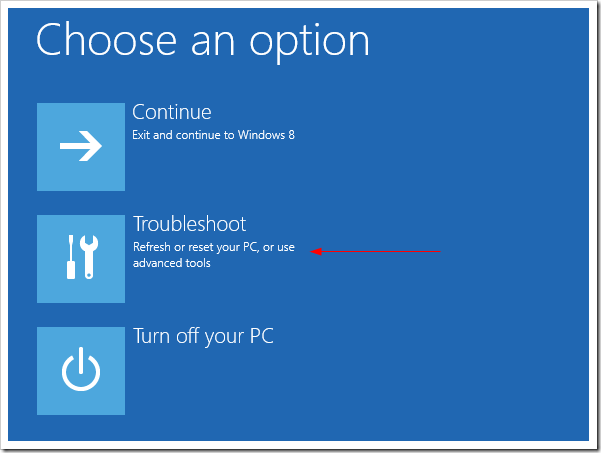 Choose an option
Continue
Exit and continue to Windows 8
Troubleshoot
Refresh or reset your PC, or use
advanced tools
Turn off your PC